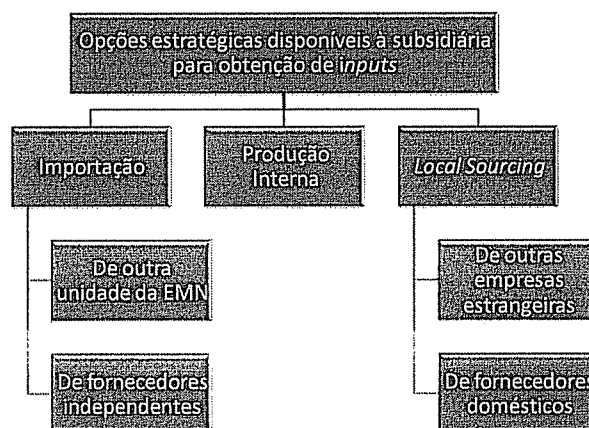 Opções estratégicas disponíveis à subsidiária
para obtenção de inputs
Importação
Produção
Interna
Local Sourcing
De outra
unidade da EMN
De outras
empresas
estrangeiras
De fornecedores
independentes
De fornecedores
domésticos